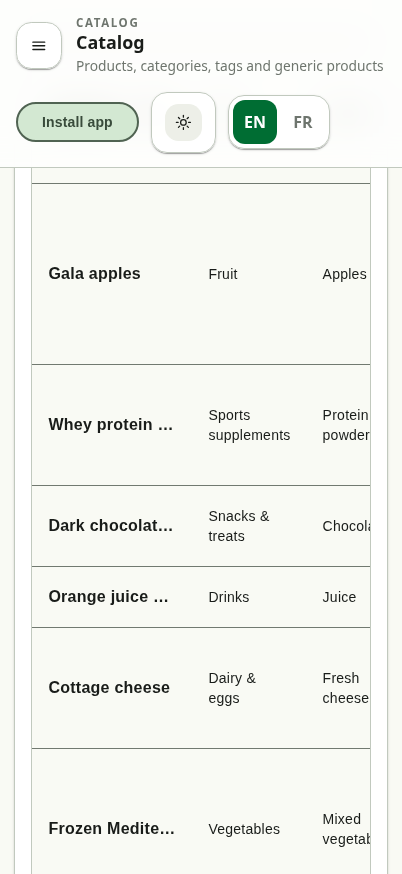 CATALOG
Catalog
Products, categories, tags and generic products
Install app
EN FR
Gala apples Fruit Apples
Whey protein … Sports supplements Protein powder
Dark chocolat… Snacks & treats Chocola
Orange juice … Drinks Juice
Cottage cheese Dairy & eggs Fresh cheese
Frozen Medite… Vegetables Mixed vegetab